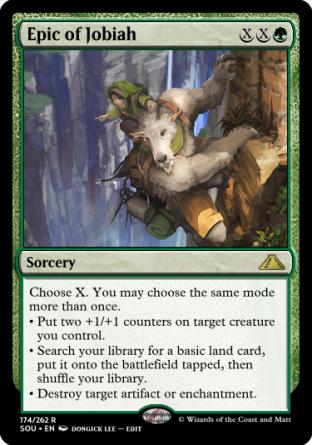 Epic of Jobiah XXG
Sorcery
Choose X. You may choose the same mode
more than once.
• Put two +1/+1 counters on target creature
you control.
• Search your library for a basic land card,
put it onto the battlefield tapped, then
shuffle your library.
• Destroy target artifact or enchantment.
174/262 R
SOU • EN DONGICK LEE — EDIT
© Wizards of the Coast and Matt